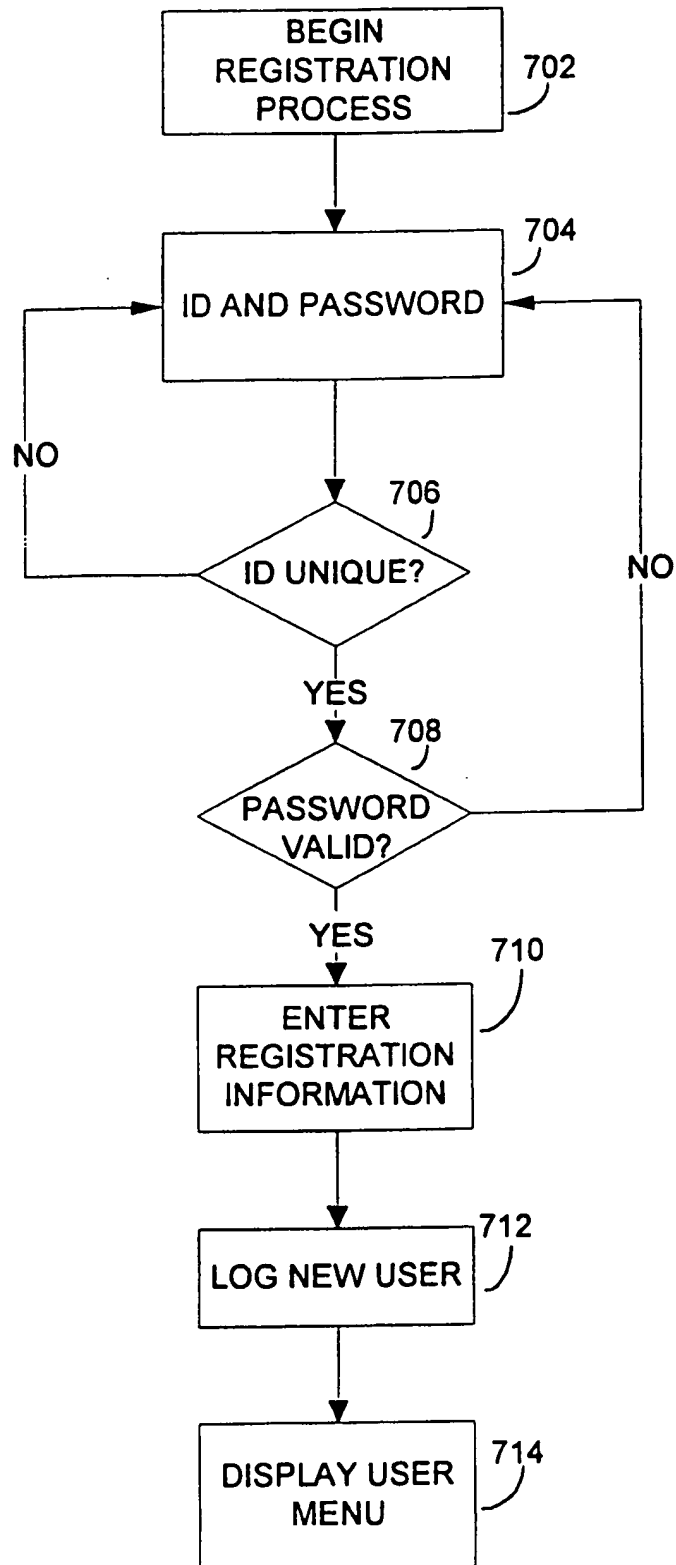 BEGIN
REGISTRATION
PROCESS
702
704
ID AND PASSWORD
NO
706
ID UNIQUE?
NO
YES
708
PASSWORD
VALID?
YES
710
ENTER
REGISTRATION
INFORMATION
712
LOG NEW USER
714
DISPLAY USER
MENU